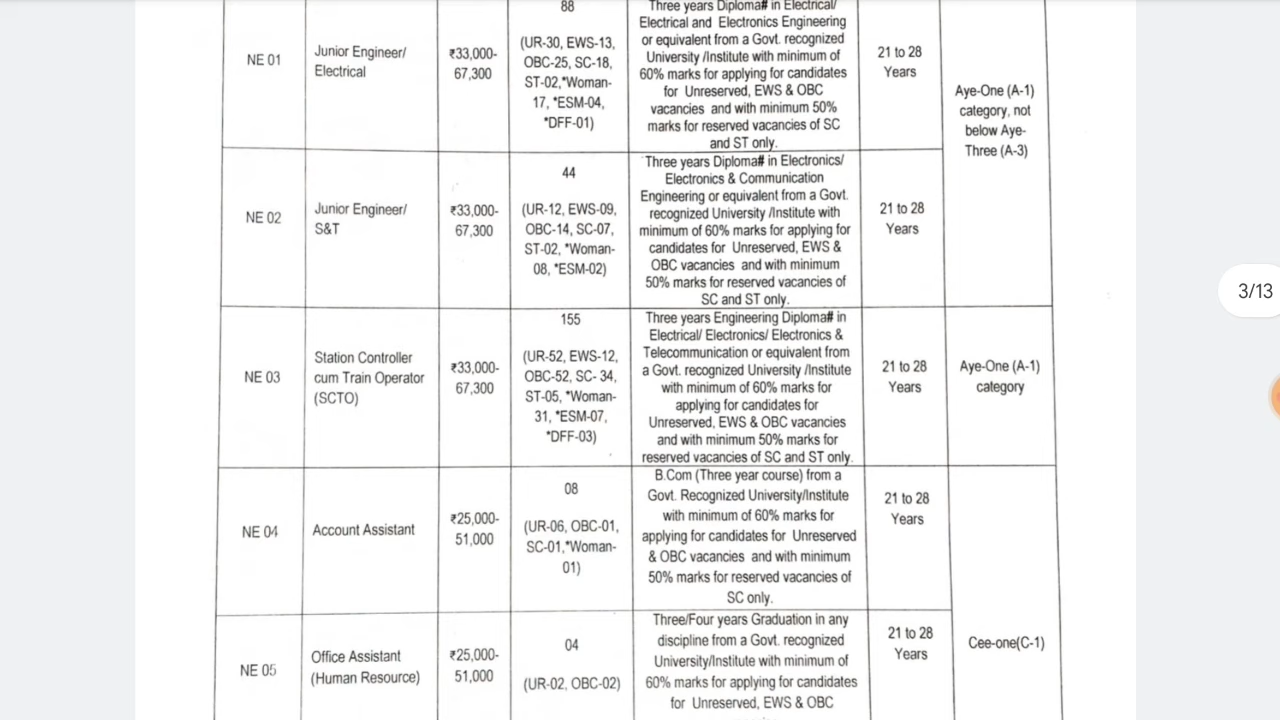 NE 01
Junior Engineer/
Electrical
₹33,000-
67,300
88
(UR-30, EWS-13,
OBC-25, SC-18,
ST-02,*Woman-
17, *ESM-04,
*DFF-01)
Three years Diploma# in Electrical/
Electrical and Electronics Engineering
or equivalent from a Govt. recognized
University /Institute with minimum of
60% marks for applying for candidates
for Unreserved, EWS & OBC
vacancies and with minimum 50%
marks for reserved vacancies of SC
and ST only.
21 to 28
Years
Aye-One (A-1)
category, not
below Aye-
Three (A-3)
NE 02
Junior Engineer/
S&T
₹33,000-
67,300
44
(UR-12, EWS-09,
OBC-14, SC-07,
ST-02, *Woman-
08, *ESM-02)
Three years Diploma# in Electronics/
Electronics & Communication
Engineering or equivalent from a Govt.
recognized University /Institute with
minimum of 60% marks for applying for
candidates for Unreserved, EWS &
OBC vacancies and with minimum
50% marks for reserved vacancies of
SC and ST only.
21 to 28
Years
3/13
NE 03
Station Controller
cum Train Operator
(SCTO)
₹33,000-
67,300
155
(UR-52, EWS-12,
OBC-52, SC- 34,
ST-05, *Woman-
31, *ESM-07,
*DFF-03)
Three years Engineering Diploma# in
Electrical/ Electronics/ Electronics &
Telecommunication or equivalent from
a Govt. recognized University /Institute
with minimum of 60% marks for
applying for candidates for
Unreserved, EWS & OBC vacancies
and with minimum 50% marks for
reserved vacancies of SC and ST only.
21 to 28
Years
Aye-One (A-1)
category
NE 04
Account Assistant
₹25,000-
51,000
08
(UR-06, OBC-01,
SC-01,*Woman-
01)
B.Com (Three year course) from a
Govt. Recognized University/Institute
with minimum of 60% marks for
applying for candidates for Unreserved
& OBC vacancies and with minimum
50% marks for reserved vacancies of
SC only.
21 to 28
Years
NE 05
Office Assistant
(Human Resource)
₹25,000-
51,000
04
(UR-02, OBC-02)
Three/Four years Graduation in any
discipline from a Govt. recognized
University/Institute with minimum of
60% marks for applying for candidates
for Unreserved, EWS & OBC
21 to 28
Years
Cee-one(C-1)